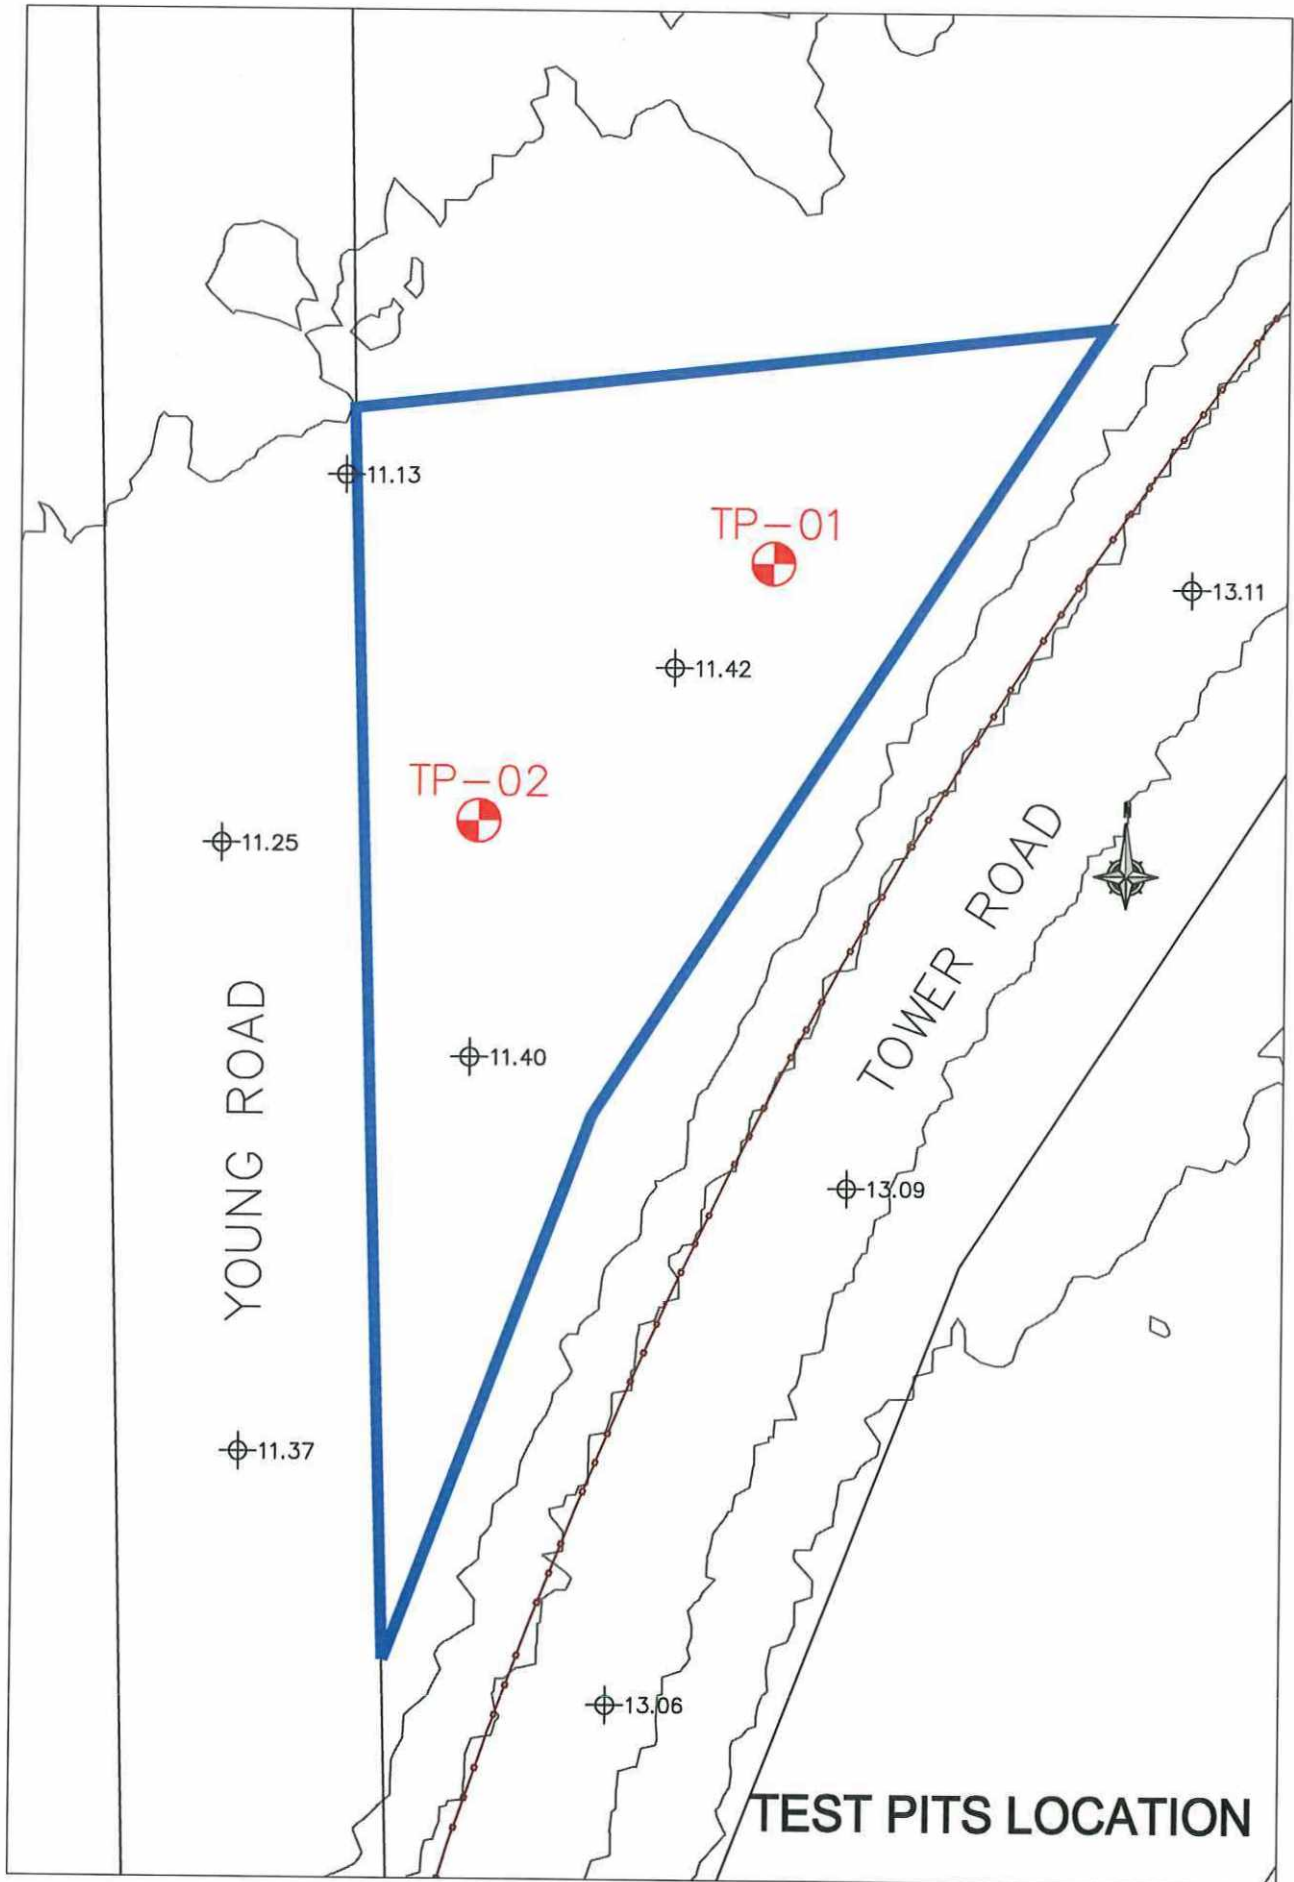 11.13
TP-01
13.11
11.42
TP-02
N
11.25
TOWER ROAD
YOUNG ROAD
11.40
13.09
11.37
13.06
TEST PITS LOCATION